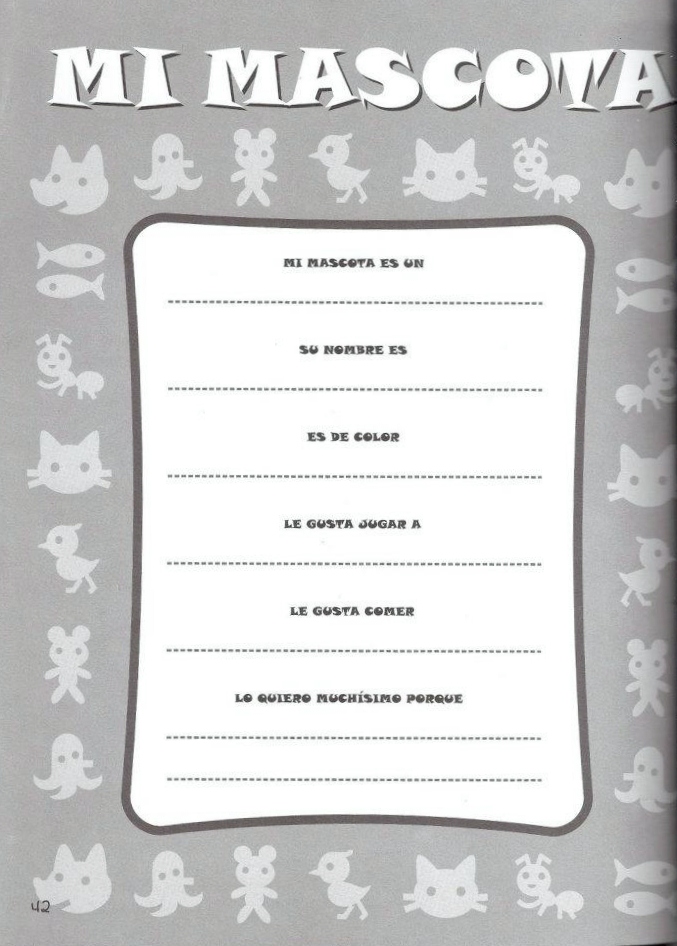 MI MASCOTA
MI MASCOTA ES UN
SU NOMBRE ES
ES DE COLOR
LE GUSTA JUGAR A
LE GUSTA COMER
LO QUIERO MUCHÍSIMO PORQUE
42